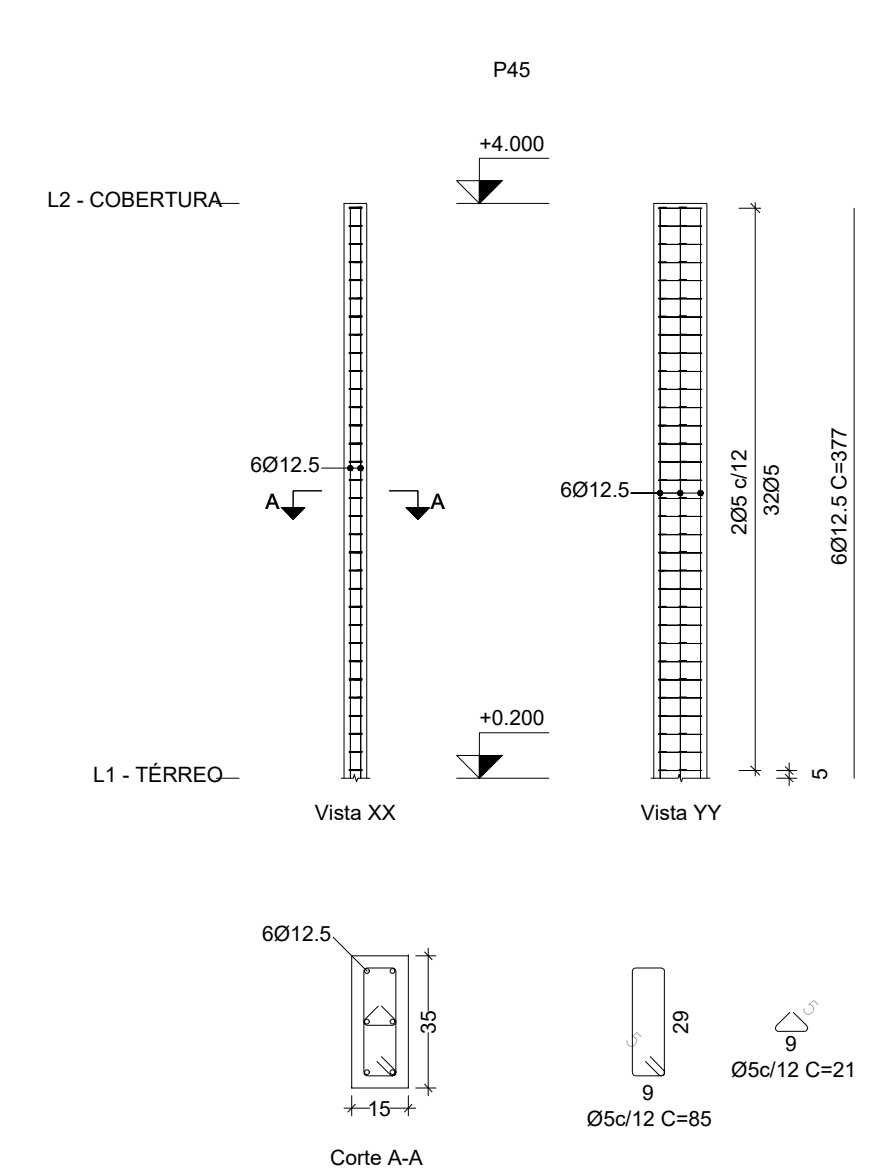 P45
+4.000
L2 - COBERTURA
6Ø12.5
A A
6Ø12.5
2Ø5 c/12
32Ø5
6Ø12.5 C=377
+0.200
L1 - TÉRREO
5
Vista XX
Vista YY
6Ø12.5
35
15
Corte A-A
5
29
9
Ø5c/12 C=85
5
9
Ø5c/12 C=21